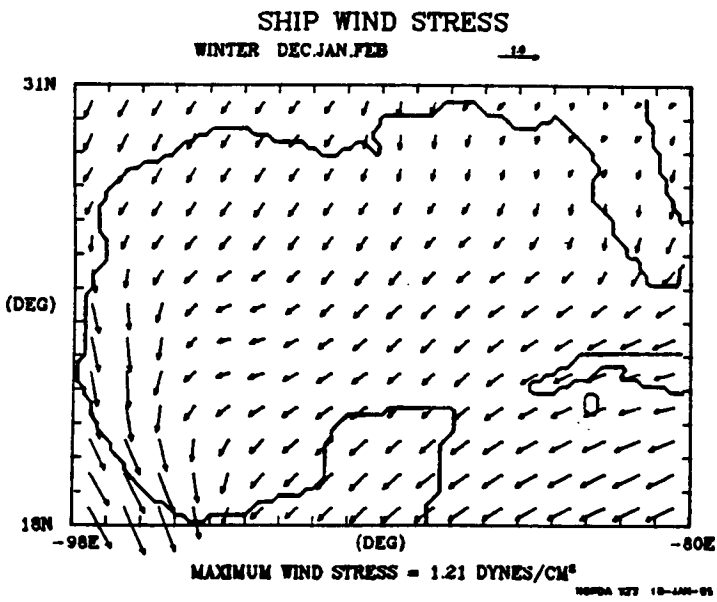 SHIP WIND STRESS
WINTER DEC.JAN.FEB
31N
(DEG)
18N
-98E (DEG) -80E
MAXIMUM WIND STRESS = 1.21 DYNES/CM²